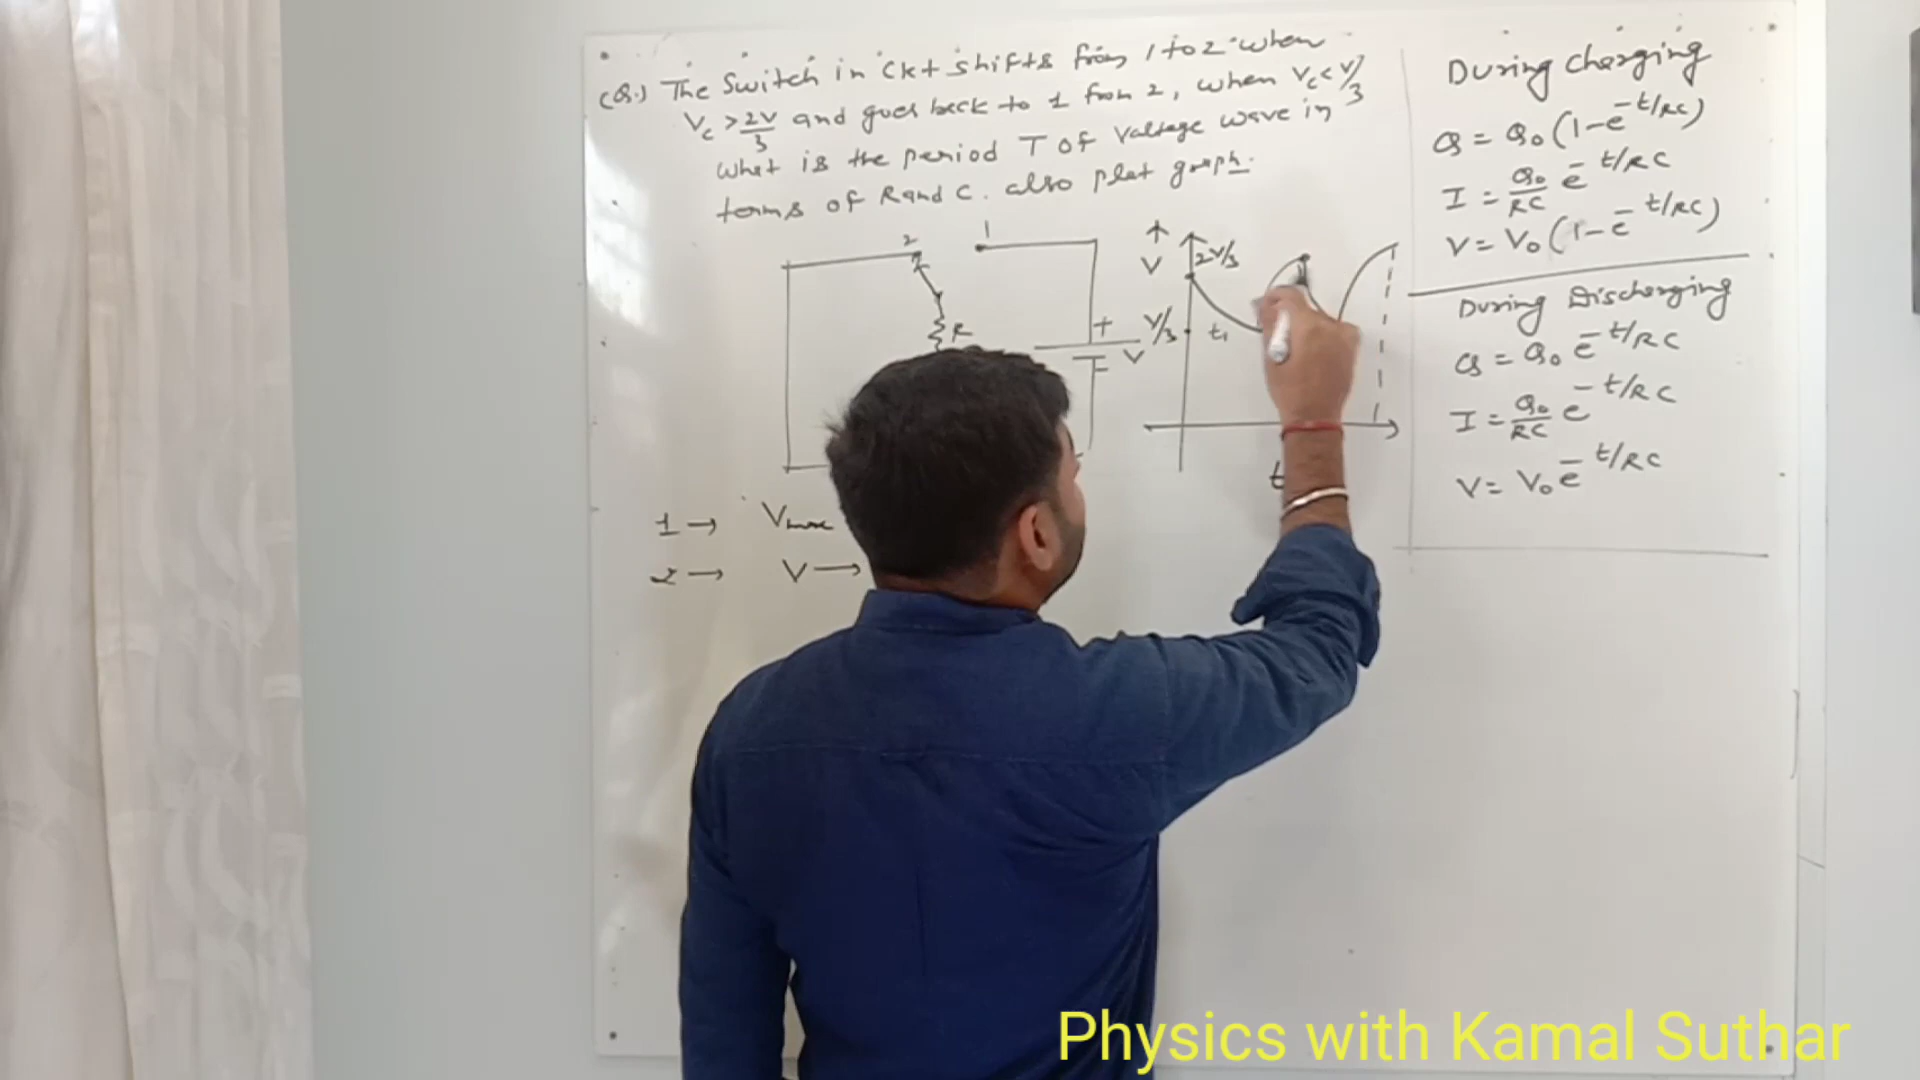 (Q.) The Switch in ckt shifts from 1 to 2 when
Vc > 2V/3 and goes back to 1 from 2, when Vc < V/3
what is the period T of Valtage wave in
terms of R and C. also plat graph.
2
1
R
+
V
↑
V
2V/3
V/3
t₁
t
1 →
2 → V →
During charging
Q = Q₀ (1-e^-t/RC)
I = Q₀/RC e^-t/RC
V = V₀ (1-e^-t/RC)
During Discharging
Q = Q₀ e^-t/RC
I = Q₀/RC e^-t/RC
V = V₀ e^-t/RC
Physics with Kamal Suthar